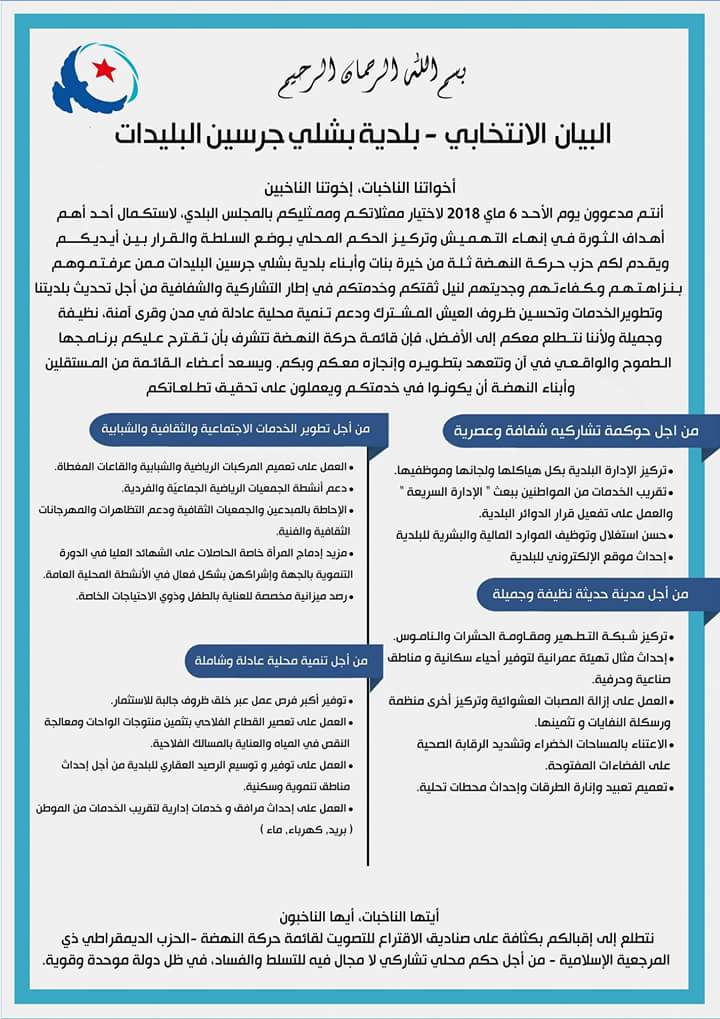 بسم الله الرحمان الرحيم
البيان الانتخابي - بلدية بشلي جرسين البليدات
أخواتنا الناخبات، إخوتنا الناخبين
أنتم مدعوون يوم الأحد 6 ماي 2018 لاختيار ممثلاتكم وممثليكم بالمجلس البلدي، لاستكمال أحد أهم
أهداف الثورة في إنهاء التهميش وتركيز الحكم المحلي بوضع السلطة والقرار بين أيديكم
ويقدم لكم حزب حركة النهضة ثلة من خيرة بنات وأبناء بلدية بشلي جرسين البليدات ممن عرفتموهم
بنزاهتهم وكفاءتهم وجديتهم لنيل ثقتكم وخدمتكم في إطار التشاركية والشفافية من أجل تحديث بلديتنا
وتطويرالخدمات وتحسين ظروف العيش المشترك ودعم تنمية محلية عادلة في مدن وقرى آمنة، نظيفة
وجميلة ولأننا نتطلع معكم إلى الأفضل، فإن قائمة حركة النهضة تتشرف بأن تقترح عليكم برنامجها
الطموح والواقعي في آن وتتعهد بتطويره وإنجازه معكم وبكم. ويسعد أعضاء القائمة من المستقلين
وأبناء النهضة أن يكونوا في خدمتكم ويعملون على تحقيق تطلعاتكم
من اجل حوكمة تشاركيه شفافة وعصرية
• تركيز الإدارة البلدية بكل هياكلها ولجانها وموظفيها.
• تقريب الخدمات من المواطنين ببعث " الإدارة السريعة "
والعمل على تفعيل قرار الدوائر البلدية.
• حسن استغلال وتوظيف الموارد المالية والبشرية للبلدية
• إحداث موقع الإلكتروني للبلدية
من أجل مدينة حديثة نظيفة وجميلة
• تركيز شبكة التطهير ومقاومة الحشرات والناموس.
• إحداث مثال تهيئة عمرانية لتوفير أحياء سكانية و مناطق
صناعية وحرفية.
• العمل على إزالة المصبات العشوائية وتركيز أخرى منظمة
ورسكلة النفايات و تثمينها.
• الاعتناء بالمساحات الخضراء وتشديد الرقابة الصحية
على الفضاءات المفتوحة.
• تعميم تعبيد وإنارة الطرقات وإحداث محطات تحلية.
من أجل تطوير الخدمات الاجتماعية والثقافية والشبابية
• العمل على تعميم المركبات الرياضية والشبابية والقاعات المغطاة.
• دعم أنشطة الجمعيات الرياضية الجماعيّة والفردية.
• الإحاطة بالمبدعين والجمعيات الثقافية ودعم التظاهرات والمهرجانات
الثقافية والفنية.
• مزيد إدماج المرأة خاصة الحاصلات على الشهائد العليا في الدورة
التنموية بالجهة وإشراكهن بشكل فعال في الأنشطة المحلية العامة.
• رصد ميزانية مخصصة للعناية بالطفل وذوي الاحتياجات الخاصة.
من أجل تنمية محلية عادلة وشاملة
• توفير أكبر فرص عمل عبر خلق ظروف جالبة للاستثمار.
• العمل على تعصير القطاع الفلاحي بتثمين منتوجات الواحات ومعالجة
النقص في المياه والعناية بالمسالك الفلاحية.
• العمل على توفير و توسيع الرصيد العقاري للبلدية من أجل إحداث
مناطق تنموية وسكنية.
• العمل على إحداث مرافق و خدمات إدارية لتقريب الخدمات من الموطن
( بريد، كهرباء، ماء )
أيتها الناخبات، أيها الناخبون
نتطلع إلى إقبالكم بكثافة على صناديق الاقتراع للتصويت لقائمة حركة النهضة -الحزب الديمقراطي ذي
المرجعية الإسلامية - من أجل حكم محلي تشاركي لا مجال فيه للتسلط والفساد، في ظل دولة موحدة وقوية.